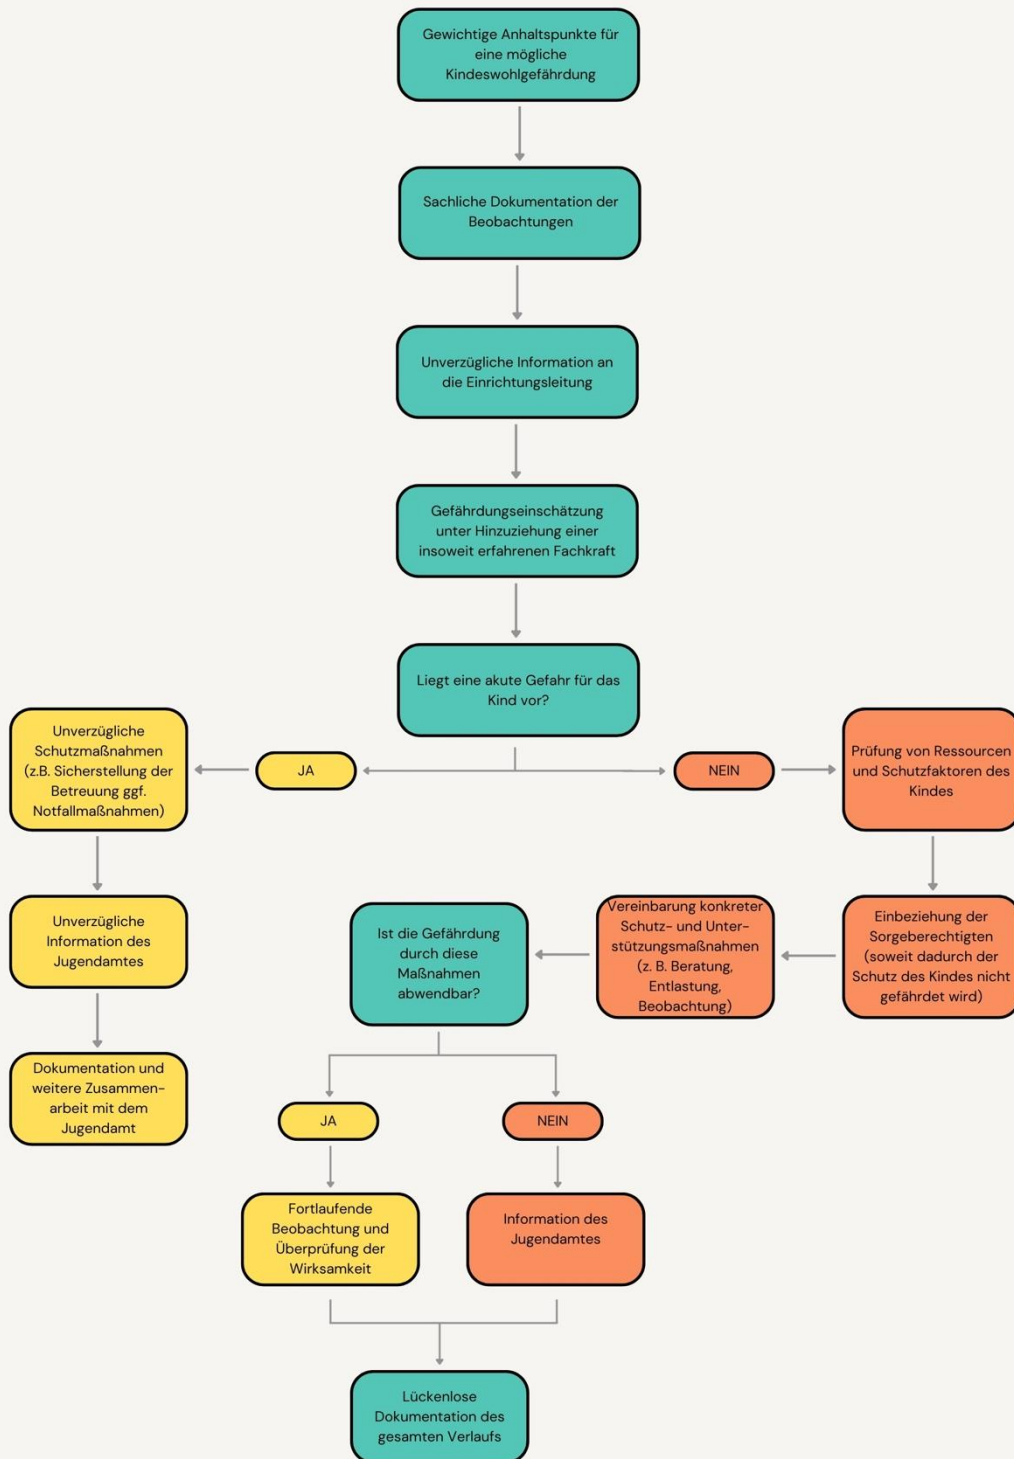 Gewichtige Anhaltspunkte für
eine mögliche
Kindeswohlgefährdung
Sachliche Dokumentation der
Beobachtungen
Unverzügliche Information an
die Einrichtungsleitung
Gefährdungseinschätzung
unter Hinzuziehung einer
insoweit erfahrenen Fachkraft
Liegt eine akute Gefahr für das
Kind vor?
JA
Unverzügliche
Schutzmaßnahmen
(z.B. Sicherstellung der
Betreuung ggf.
Notfallmaßnahmen)
Unverzügliche
Information des
Jugendamtes
Dokumentation und
weitere Zusammen-
arbeit mit dem
Jugendamt
NEIN
Prüfung von Ressourcen
und Schutzfaktoren des
Kindes
Einbeziehung der
Sorgeberechtigten
(soweit dadurch der
Schutz des Kindes nicht
gefährdet wird)
Vereinbarung konkreter
Schutz- und Unter-
stützungsmaßnahmen
(z. B. Beratung,
Entlastung,
Beobachtung)
Ist die Gefährdung
durch diese
Maßnahmen
abwendbar?
JA
Fortlaufende
Beobachtung und
Überprüfung der
Wirksamkeit
NEIN
Information des
Jugendamtes
Lückenlose
Dokumentation des
gesamten Verlaufs